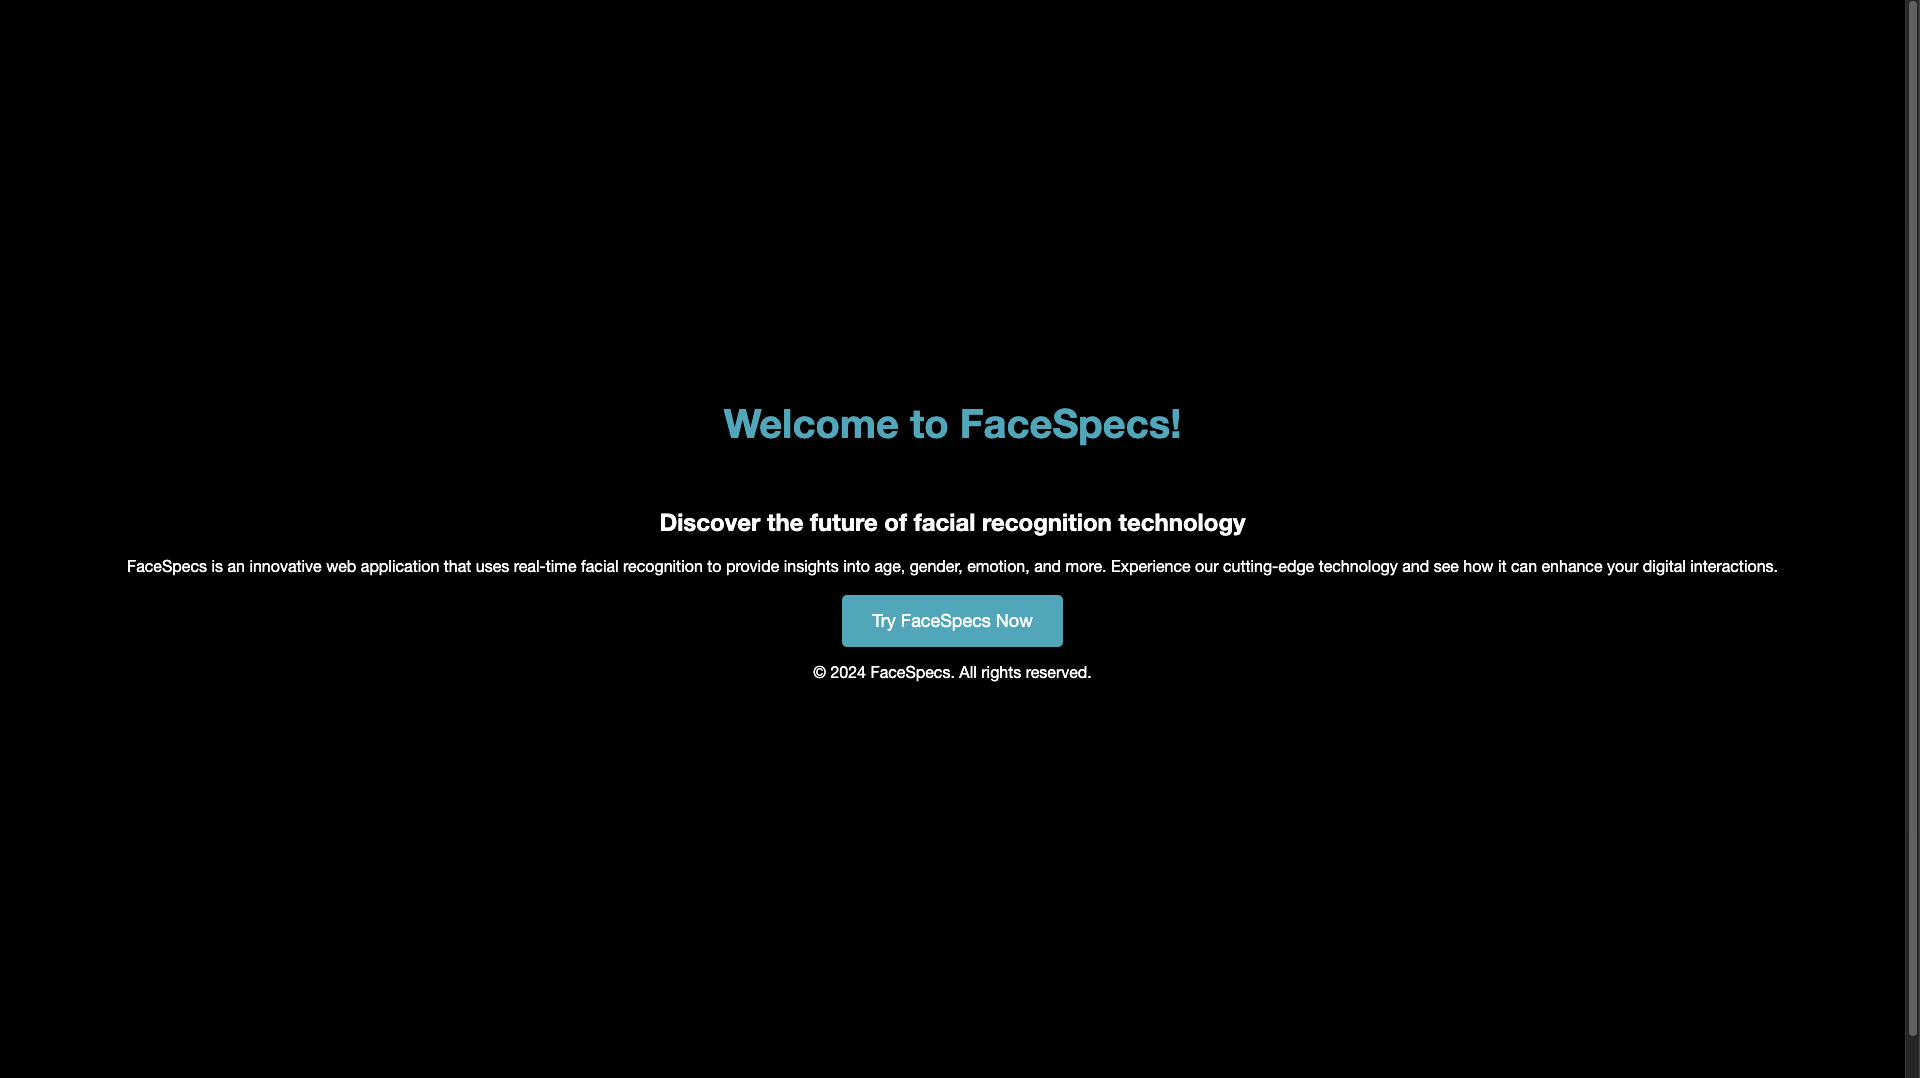 Welcome to FaceSpecs!
Discover the future of facial recognition technology
FaceSpecs is an innovative web application that uses real-time facial recognition to provide insights into age, gender, emotion, and more. Experience our cutting-edge technology and see how it can enhance your digital interactions.
Try FaceSpecs Now
© 2024 FaceSpecs. All rights reserved.